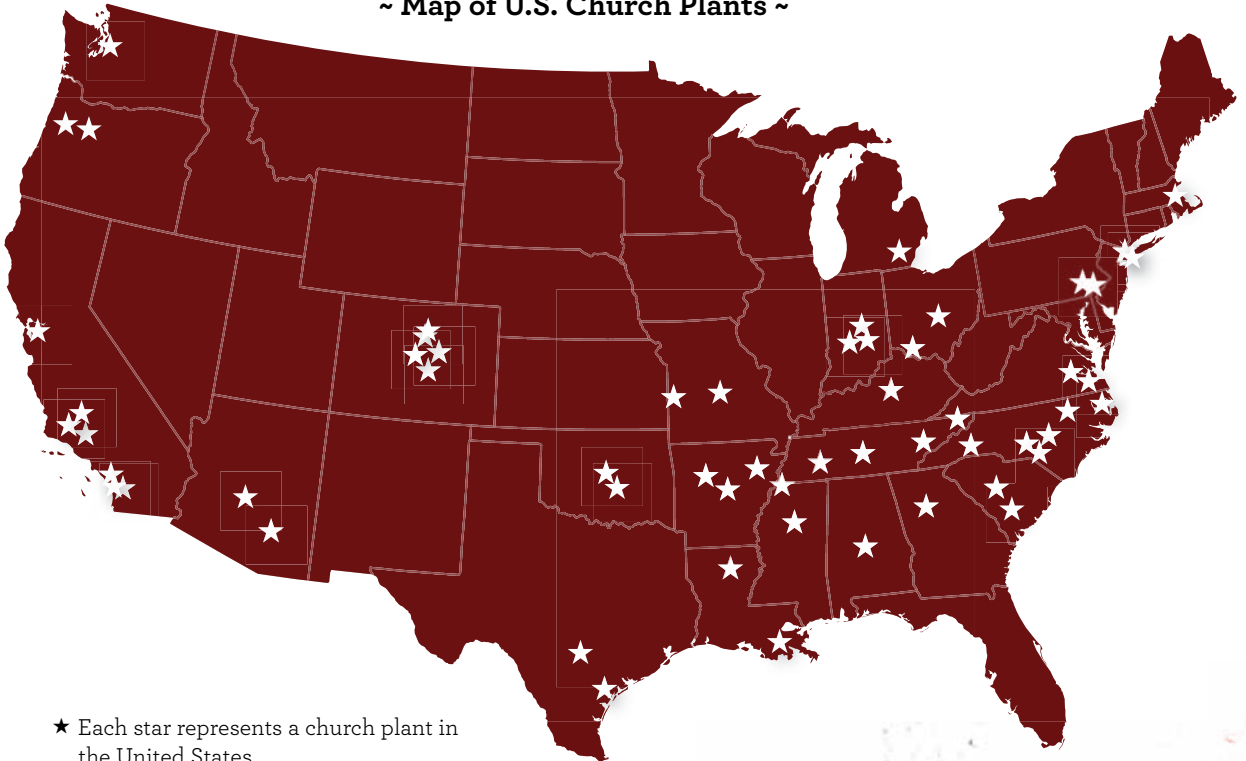 ~ Map of U.S. Church Plants ~
★ Each star represents a church plant in
the United States